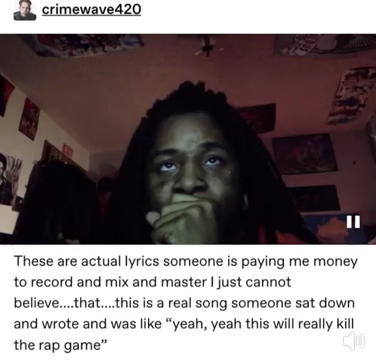 crimewave420
These are actual lyrics someone is paying me money
to record and mix and master I just cannot
believe....that....this is a real song someone sat down
and wrote and was like “yeah, yeah this will really kill
the rap game”